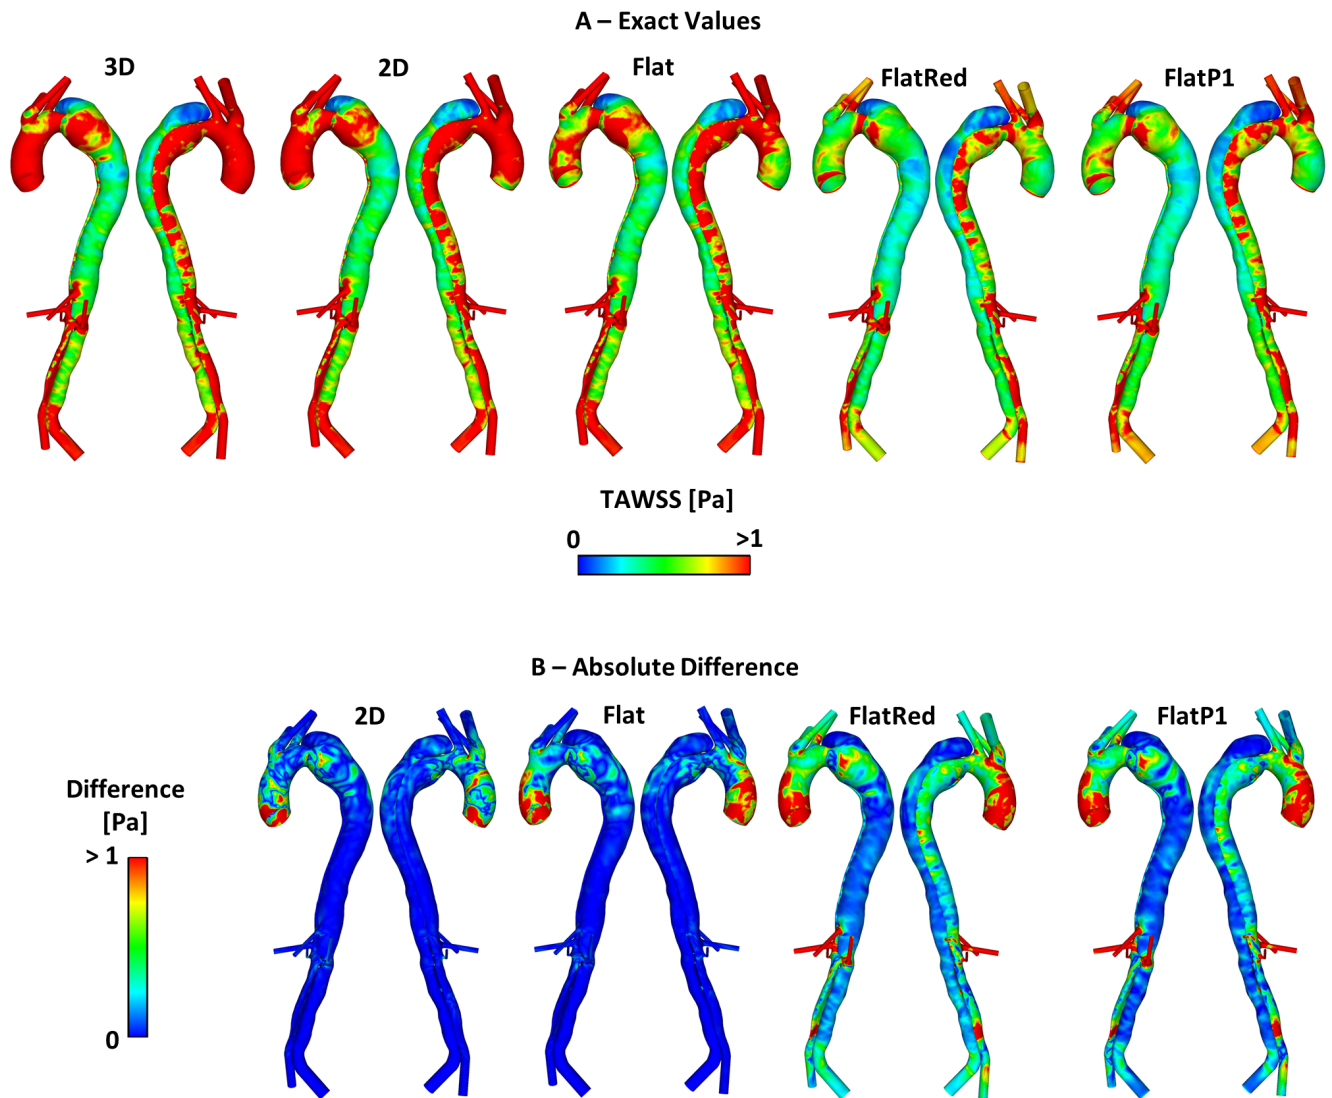 A – Exact Values
3D
2D
Flat
FlatRed
FlatP1
TAWSS [Pa]
0
>1
B – Absolute Difference
2D
Flat
FlatRed
FlatP1
Difference
[Pa]
> 1
0